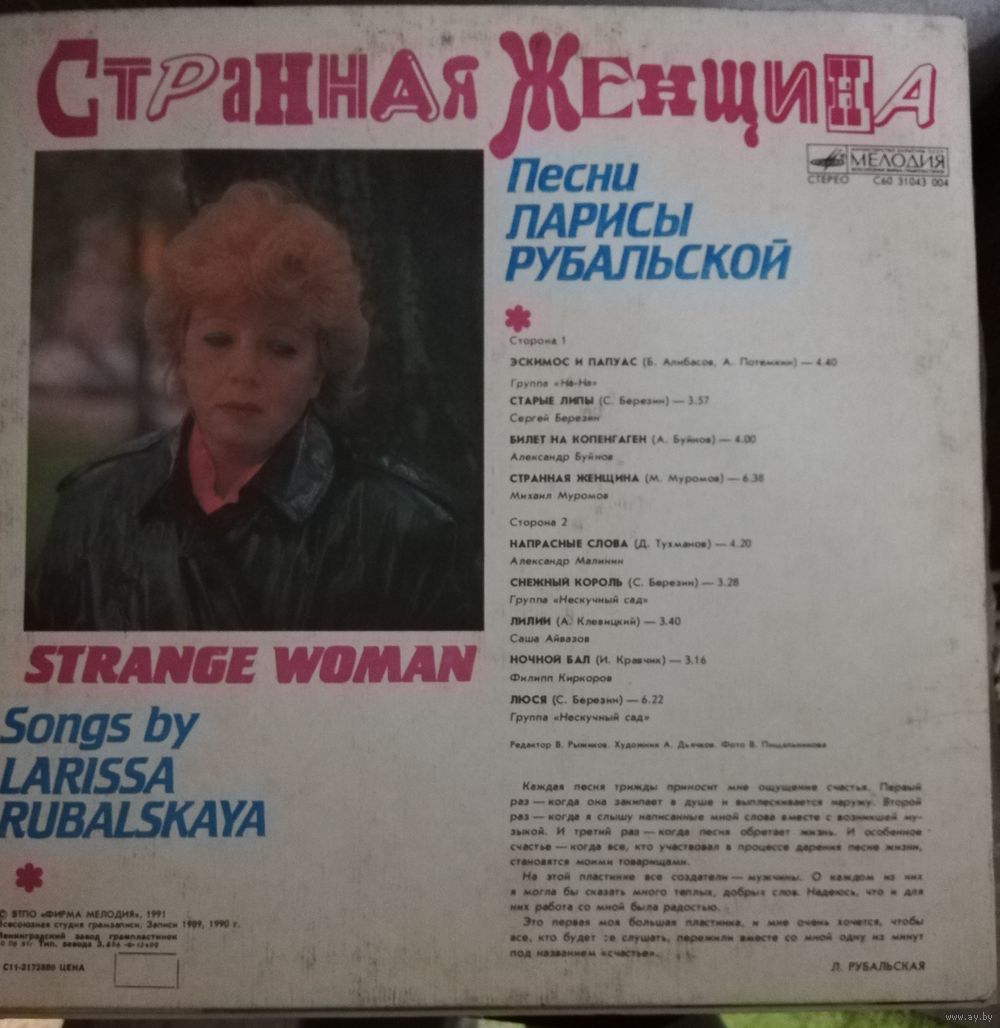 СТРАННАЯ ЖЕНЩИНА
МЕЛОДИЯ
СТЕРЕО С60 31043 004
Песни
ЛАРИСЫ
РУБАЛЬСКОЙ
Сторона 1
ЭСКИМОС И ПАПУАС (Б. Алибасов, А. Потемкин) — 4.40
Группа «На-На»
СТАРЫЕ ЛИПЫ (С. Березин) — 3.57
Сергей Березин
БИЛЕТ НА КОПЕНГАГЕН (А. Буйнов) — 4.00
Александр Буйнов
СТРАННАЯ ЖЕНЩИНА (М. Муромов) — 6.38
Михаил Муромов
Сторона 2
НАПРАСНЫЕ СЛОВА (Д. Тухманов) — 4.20
Александр Малинин
СНЕЖНЫЙ КОРОЛЬ (С. Березин) — 3.28
Группа «Нескучный сад»
ЛИЛИИ (А. Клевицкий) — 3.40
Саша Айвазов
НОЧНОЙ БАЛ (И. Кравчик) — 3.16
Филипп Киркоров
ЛЮСЯ (С. Березин) — 6.22
Группа «Нескучный сад»
Редактор В. Рыжиков. Художник А. Дьячков. Фото В. Пищальникова
Каждая песня трижды приносит мне ощущение счастья. Первый
раз — когда она закипает в душе и выплескивается наружу. Второй
раз — когда я слышу написанные мной слова вместе с возникшей му-
зыкой. И третий раз — когда песня обретает жизнь. И особенное
счастье — когда все, кто участвовал в процессе дарения песне жизни,
становятся моими товарищами.
На этой пластинке все создатели — мужчины. О каждом из них
я могла бы сказать много теплых, добрых слов. Надеюсь, что и для
них работа со мной была радостью.
Это первая моя большая пластинка, и мне очень хочется, чтобы
все, кто будет ее слушать, пережили вместе со мной одну из минут
под названием «счастье».
Л. РУБАЛЬСКАЯ
STRANGE WOMAN
Songs by
LARISSA
RUBALSKAYA
© ВТПО «ФИРМА МЕЛОДИЯ», 1991
Всесоюзная студия грамзаписи. Записи 1989, 1990 г.
Ленинградский завод грампластинок
Тип. завода
С11-2172880 ЦЕНА
www.ay.by